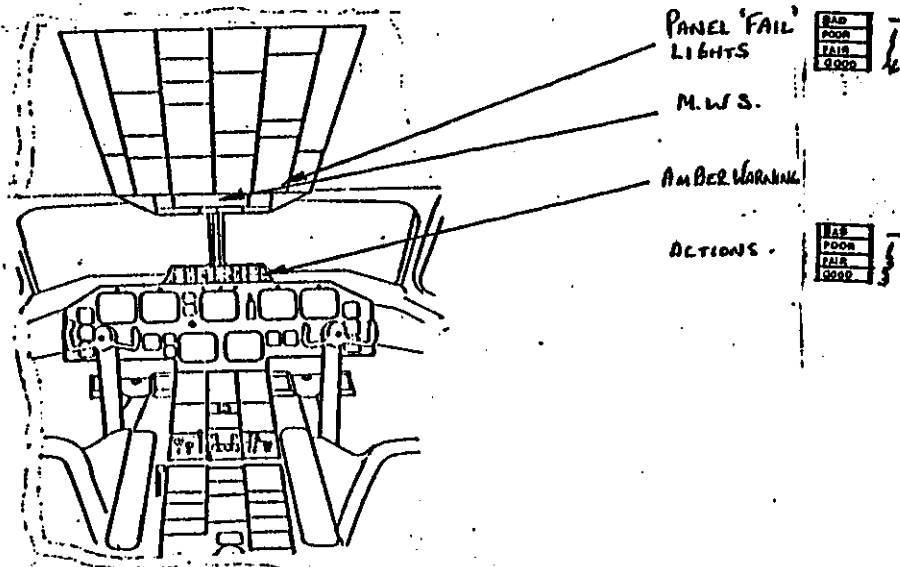 PANEL 'FAIL'
LIGHTS
BAD
POOR
FAIR
GOOD
M.W S.
AMBER WARNING
ACTIONS.
BAD
POOR
FAIR
GOOD